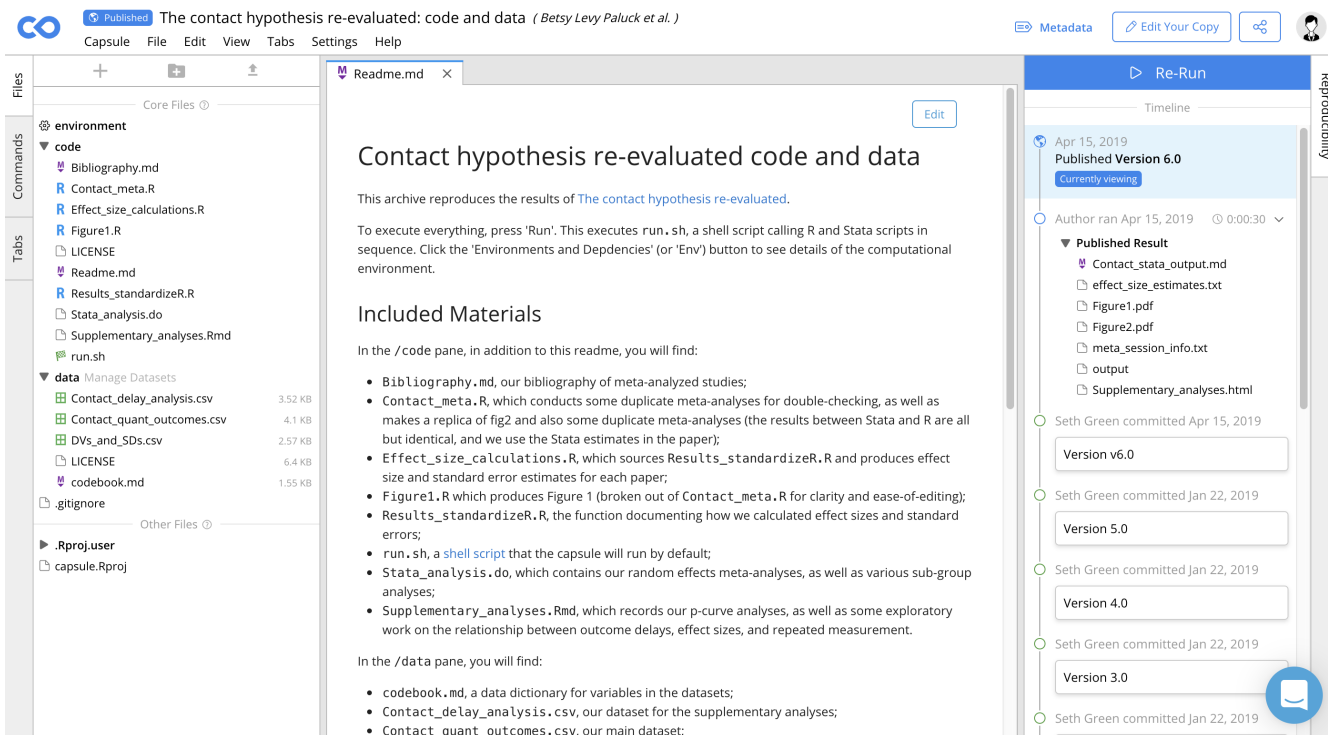 Published The contact hypothesis re-evaluated: code and data ( Betsy Levy Paluck et al. )
Capsule File Edit View Tabs Settings Help
Metadata
Edit Your Copy
Files
Commands
Tabs
Core Files
environment
code
Bibliography.md
Contact_meta.R
Effect_size_calculations.R
Figure1.R
LICENSE
Readme.md
Results_standardizeR.R
Stata_analysis.do
Supplementary_analyses.Rmd
run.sh
data Manage Datasets
Contact_delay_analysis.csv 3.52 KB
Contact_quant_outcomes.csv 4.1 KB
DVs_and_SDs.csv 2.57 KB
LICENSE 6.4 KB
codebook.md 1.55 KB
.gitignore
Other Files
.Rproj.user
capsule.Rproj
Readme.md
Edit
Contact hypothesis re-evaluated code and data
This archive reproduces the results of The contact hypothesis re-evaluated.
To execute everything, press 'Run'. This executes run.sh, a shell script calling R and Stata scripts in
sequence. Click the 'Environments and Depdencies' (or 'Env') button to see details of the computational
environment.
Included Materials
In the /code pane, in addition to this readme, you will find:
Bibliography.md, our bibliography of meta-analyzed studies;
Contact_meta.R, which conducts some duplicate meta-analyses for double-checking, as well as
makes a replica of fig2 and also some duplicate meta-analyses (the results between Stata and R are all
but identical, and we use the Stata estimates in the paper);
Effect_size_calculations.R, which sources Results_standardizeR.R and produces effect
size and standard error estimates for each paper;
Figure1.R which produces Figure 1 (broken out of Contact_meta.R for clarity and ease-of-editing);
Results_standardizeR.R, the function documenting how we calculated effect sizes and standard
errors;
run.sh, a shell script that the capsule will run by default;
Stata_analysis.do, which contains our random effects meta-analyses, as well as various sub-group
analyses;
Supplementary_analyses.Rmd, which records our p-curve analyses, as well as some exploratory
work on the relationship between outcome delays, effect sizes, and repeated measurement.
In the /data pane, you will find:
codebook.md, a data dictionary for variables in the datasets;
Contact_delay_analysis.csv, our dataset for the supplementary analyses;
Contact_quant_outcomes.csv, our main dataset;
Re-Run
Timeline
Apr 15, 2019
Published Version 6.0
Currently viewing
Author ran Apr 15, 2019 0:00:30
Published Result
Contact_stata_output.md
effect_size_estimates.txt
Figure1.pdf
Figure2.pdf
meta_session_info.txt
output
Supplementary_analyses.html
Seth Green committed Apr 15, 2019
Version v6.0
Seth Green committed Jan 22, 2019
Version 5.0
Seth Green committed Jan 22, 2019
Version 4.0
Seth Green committed Jan 22, 2019
Version 3.0
Seth Green committed Jan 22, 2019
Reproducibility